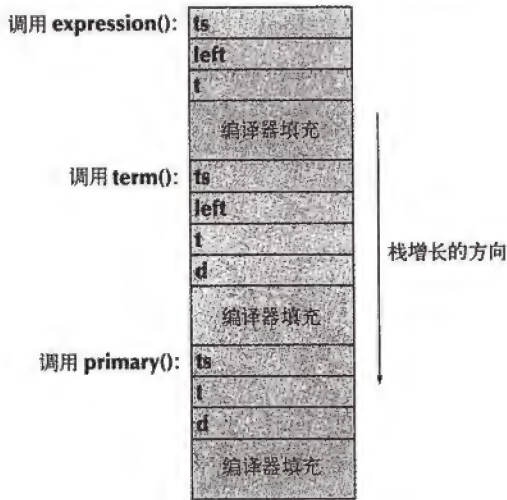 调用 expression():
ts
left
t
编译器填充
调用 term():
ts
left
t
d
编译器填充
栈增长的方向
调用 primary():
ts
t
d
编译器填充